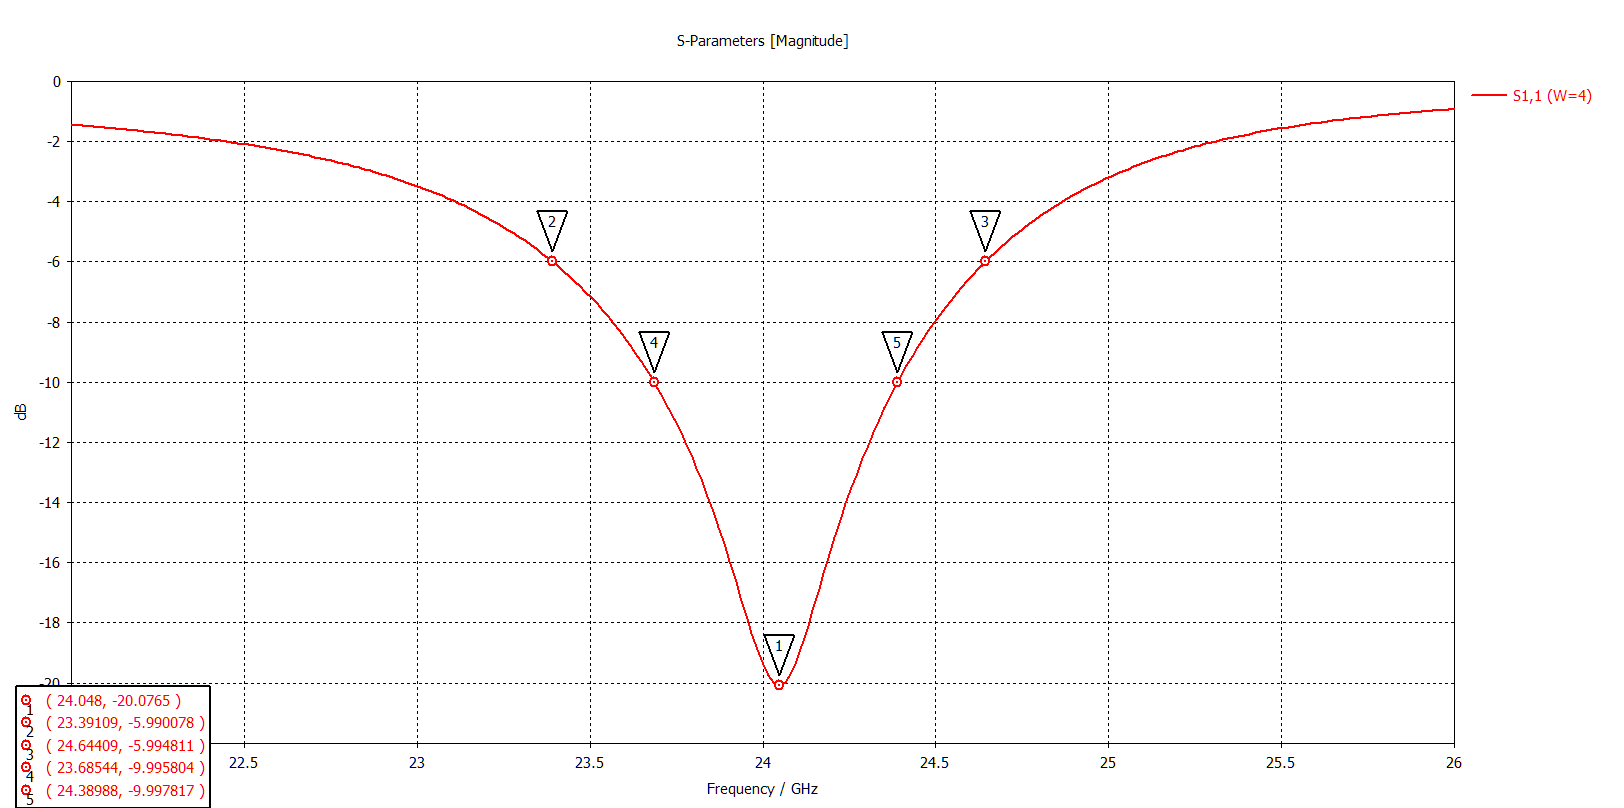 S-Parameters [Magnitude]
S1,1 (W=4)
0
-2
-4
-6
-8
-10
-12
-14
-16
-18
-20
dB
2
3
4
5
1
1 ( 24.048, -20.0765 )
2 ( 23.39109, -5.990078 )
3 ( 24.64409, -5.994811 )
4 ( 23.68544, -9.995804 )
5 ( 24.38988, -9.997817 )
22.5 23 23.5 24 24.5 25 25.5 26
Frequency / GHz